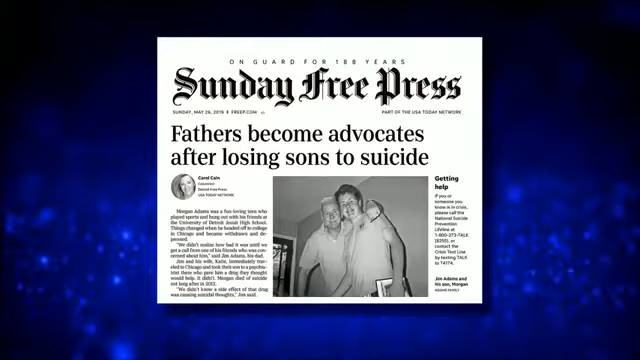 ON GUARD FOR 188 YEARS
Sunday Free Press
SUNDAY, MAY 26, 2019 FREEP.COM
PART OF THE USA TODAY NETWORK
Fathers become advocates
after losing sons to suicide
Carol Cain
Columnist
Detroit Free Press
USA TODAY NETWORK
Morgan Adams was a fun-loving teen who
played sports and hung out with his friends at
the University of Detroit Jesuit High School.
Things changed when he headed off to college
in Chicago and became withdrawn and de-
pressed.
"We didn't realize how bad it was until we
got a call from one of his friends who was con-
cerned about him," said Jim Adams, his dad.
Jim and his wife, Katie, immediately trav-
eled to Chicago and took their son to a psychia-
trist there who gave him a drug they thought
would help. It didn't. Morgan died of suicide
not long after in 2012.
"We didn't know a side effect of that drug
was causing suicidal thoughts," Jim said.
Getting
help
If you or
someone you
know is in crisis,
please call the
National Suicide
Prevention
Lifeline at
1-800-273-TALK
(8255), or
contact the
Crisis Text Line
by texting TALK
to 74174.
Jim Adams and
his son, Morgan
ADAMS FAMILY